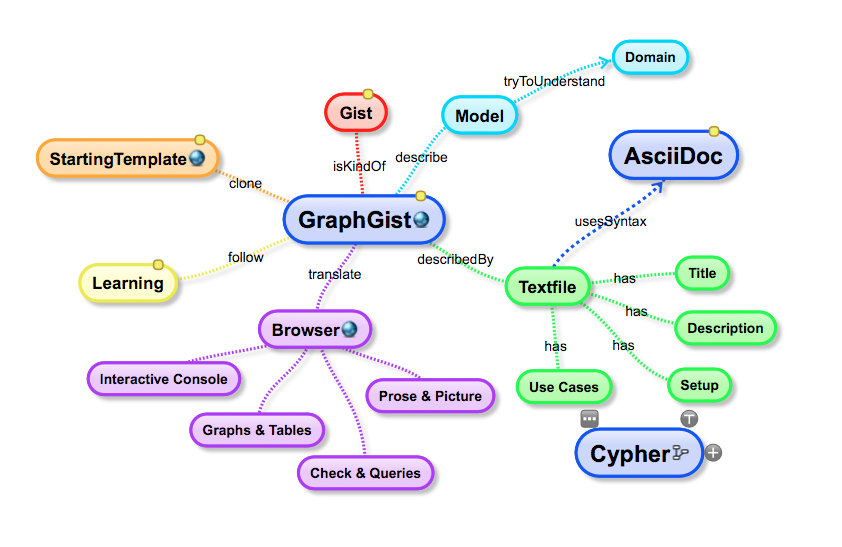 Domain
tryToUnderstand
Gist
Model
AsciiDoc
StartingTemplate
isKindOf
describe
clone
GraphGist
usesSyntax
follow
translate
describedBy
Learning
Textfile
has
Title
Browser
has
Description
has
has
Interactive Console
Prose & Picture
Use Cases
Setup
Graphs & Tables
T
Cypher
Check & Queries